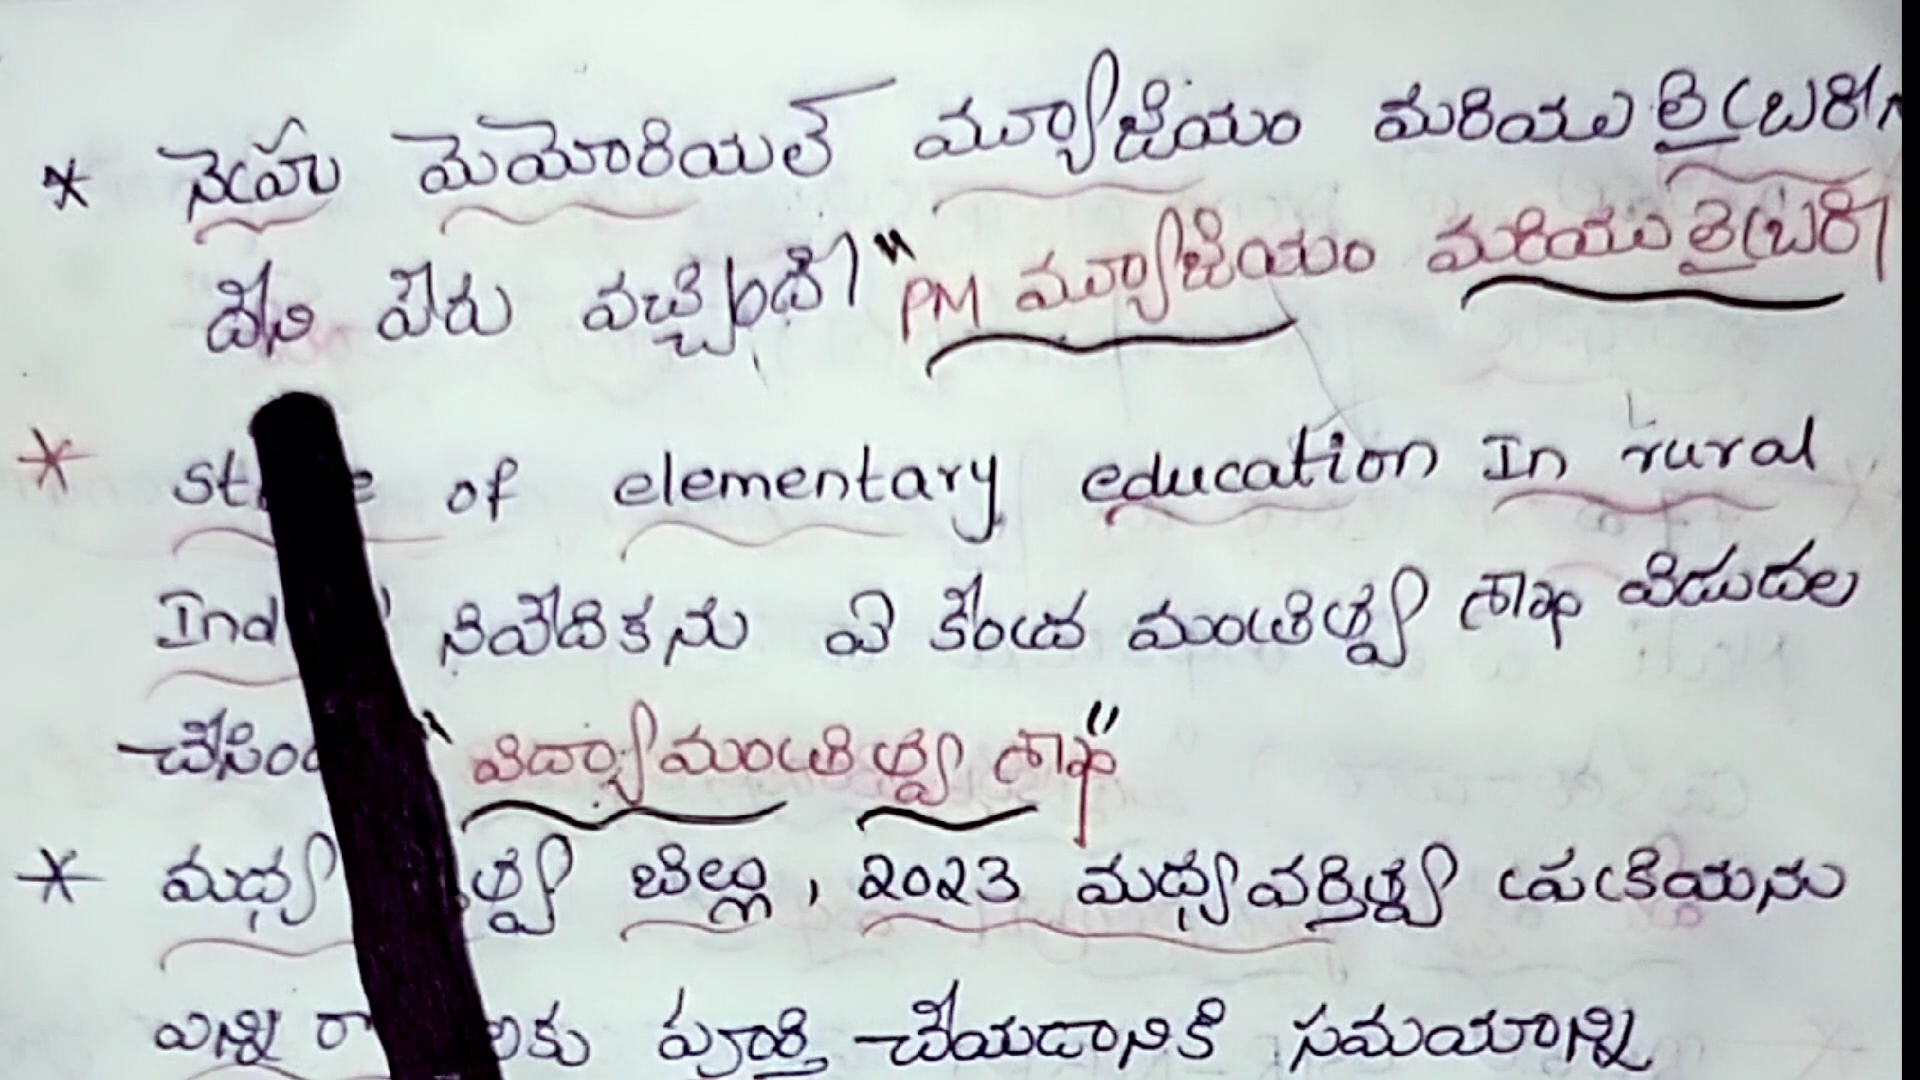 * నెహ్రు మెమోరియల్ మ్యూజియం మరియు లైబ్రరీ
దేని పేరు వచ్చింది? "PM మ్యూజియం మరియు లైబ్రరీ
* of elementary education In rural
నివేదికను ఏ కేంద్ర మంత్రిత్వ శాఖ విడుదల
"విద్యామంత్రిత్వ శాఖ"
* బిల్లు, 2023 మధ్యవర్తిత్వ ప్రక్రియను
ఎన్ని పూర్తి చేయడానికి సమయాన్ని